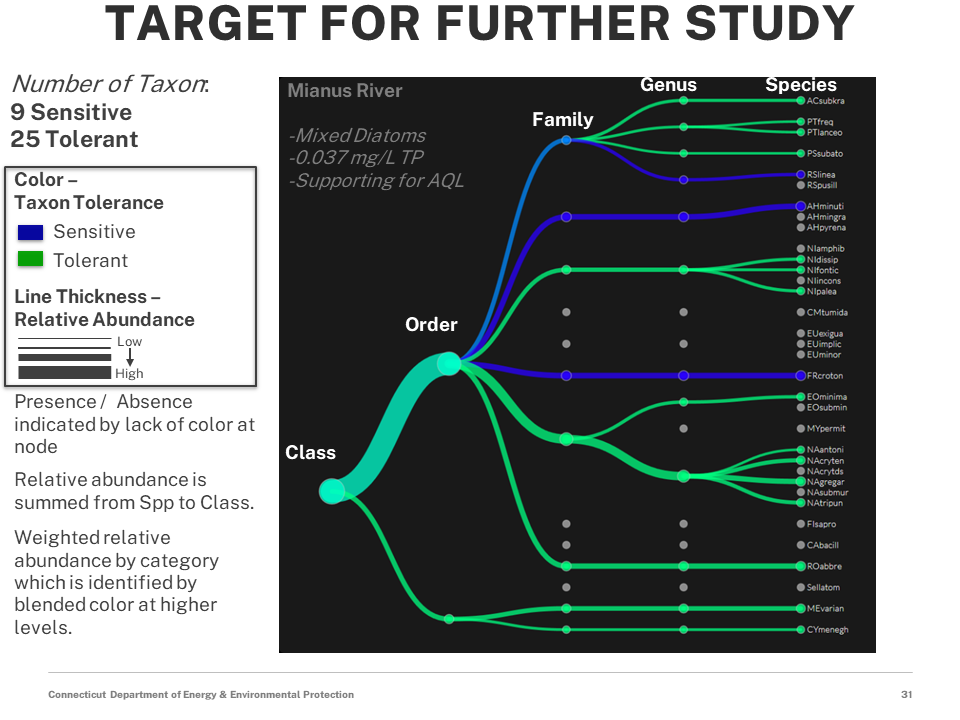 TARGET FOR FURTHER STUDY
Number of Taxon:
9 Sensitive
25 Tolerant
Color –
Taxon Tolerance
Sensitive
Tolerant
Line Thickness –
Relative Abundance
Low
High
Presence / Absence
indicated by lack of color at
node
Relative abundance is
summed from Spp to Class.
Weighted relative
abundance by category
which is identified by
blended color at higher
levels.
Mianus River
-Mixed Diatoms
-0.037 mg/L TP
-Supporting for AQL
Class
Order
Family
Genus
Species
ACsubkra
PTfreq
PTlanceo
PSsubato
RSlinea
RSpusill
AHminuti
AHmingra
AHpyrena
NIamphib
NIdissip
NIfontic
NIincons
NIpalea
CMtumida
EUexigua
EUimplic
EUminor
FRcroton
EOminima
EOsubmin
MYpermit
NAantoni
NAcryten
NAcrytds
NAgregar
NAsubmur
NAtripun
FIsapro
CAbacill
ROabbre
Sellatom
MEvarian
CYmenegh
Connecticut Department of Energy & Environmental Protection
31